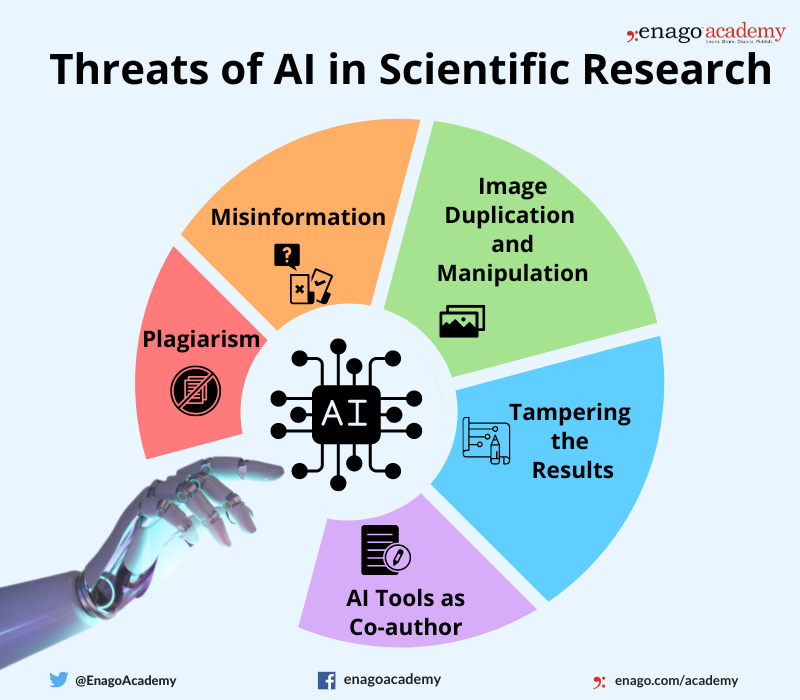 enago academy
Learn. Share. Discuss. Publish.
Threats of AI in Scientific Research
Misinformation
?
Image
Duplication
and
Manipulation
Plagiarism
AI
Tampering
the
Results
AI Tools as
Co-author
@EnagoAcademy
enagoacademy
enago.com/academy